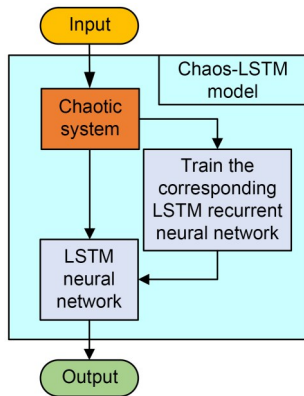 Input
Chaos-LSTM
model
Chaotic
system
Train the
corresponding
LSTM recurrent
neural network
LSTM
neural
network
Output